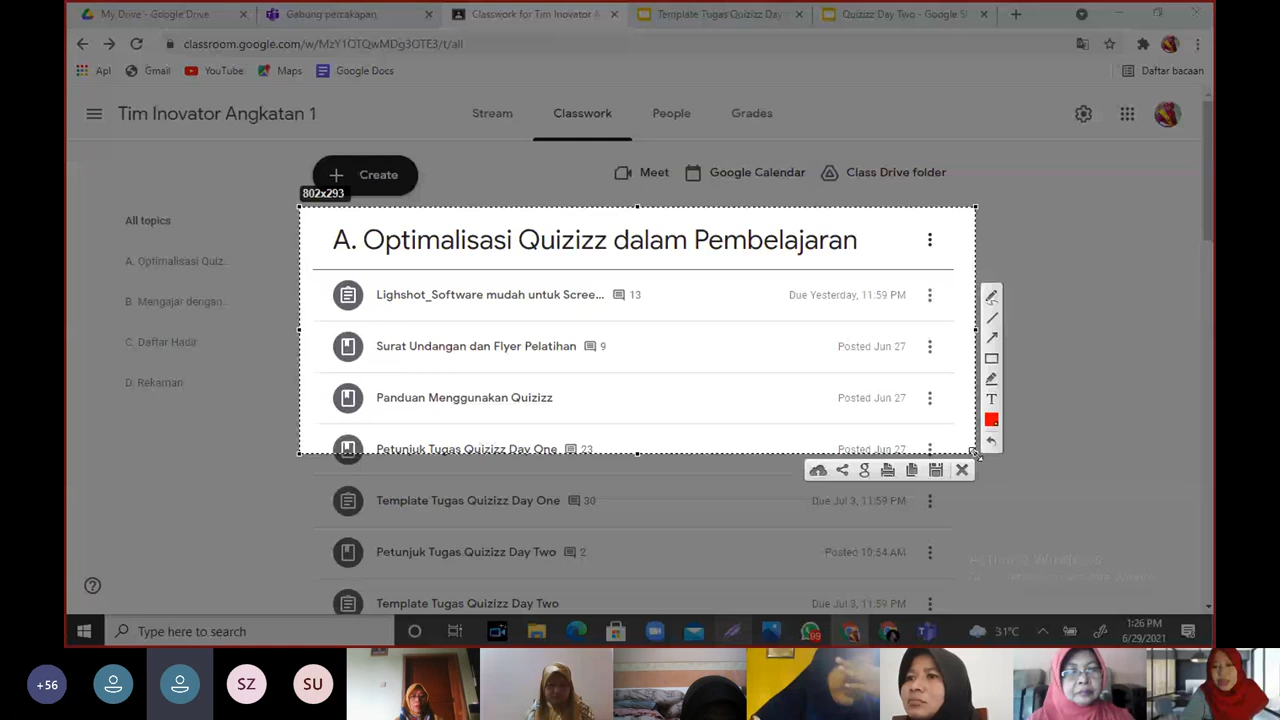 My Drive - Google Drive
Gabung percakapan
Classwork for Tim Inovator A
Template Tugas Quizizz Day
Quizizz Day Two - Google Sl
classroom.google.com/w/MzY1OTQwMDg3OTE3/t/all
Apl
Gmail
YouTube
Maps
Google Docs
Daftar bacaan
Tim Inovator Angkatan 1
Stream
Classwork
People
Grades
Create
Meet
Google Calendar
Class Drive folder
802x293
All topics
A. Optimalisasi Quiz...
B. Mengajar dengan...
C. Daftar Hadir
D. Rekaman
A. Optimalisasi Quizizz dalam Pembelajaran
Lighshot_Software mudah untuk Scree... 13 Due Yesterday, 11:59 PM
Surat Undangan dan Flyer Pelatihan 9 Posted Jun 27
Panduan Menggunakan Quizizz Posted Jun 27
Petunjuk Tugas Quizizz Day One 23 Posted Jun 27
Template Tugas Quizizz Day One 30 Due Jul 3, 11:59 PM
Petunjuk Tugas Quizizz Day Two 2 Posted 10:54 AM
Template Tugas Quizizz Day Two Due Jul 3, 11:59 PM
T
g
Activate Windows
Type here to search
99
31°C
1:26 PM
6/29/2021
+56
SZ
SU